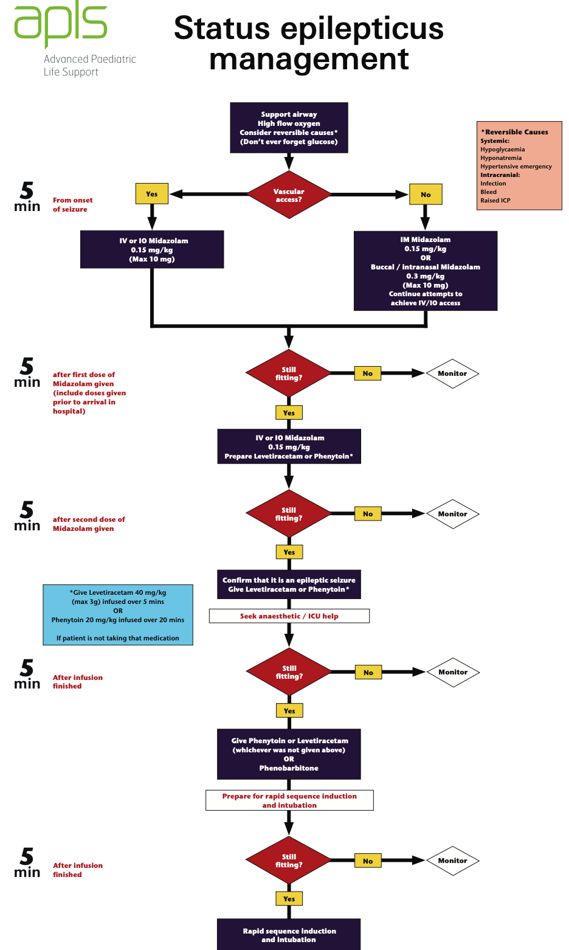 apls
Advanced Paediatric
Life Support
Status epilepticus
management
Support airway
High flow oxygen
Consider reversible causes*
(Don't ever forget glucose)
*Reversible Causes
Systemic:
Hypoglycaemia
Hyponatremia
Hypertensive emergency
Intracranial:
Infection
Bleed
Raised ICP
5
min
From onset
of seizure
Yes
Vascular
access?
No
IV or IO Midazolam
0.15 mg/kg
(Max 10 mg)
IM Midazolam
0.15 mg/kg
OR
Buccal / Intranasal Midazolam
0.3 mg/kg
(Max 10 mg)
Continue attempts to
achieve IV/IO access
5
min
after first dose of
Midazolam given
(include doses given
prior to arrival in
hospital)
Still
fitting?
No
Monitor
Yes
IV or IO Midazolam
0.15 mg/kg
Prepare Levetiracetam or Phenytoin*
5
min
after second dose of
Midazolam given
Still
fitting?
No
Monitor
Yes
Confirm that it is an epileptic seizure
Give Levetiracetam or Phenytoin*
*Give Levetiracetam 40 mg/kg
(max 3g) infused over 5 mins
OR
Phenytoin 20 mg/kg infused over 20 mins
If patient is not taking that medication
Seek anaesthetic / ICU help
5
min
After infusion
finished
Still
fitting?
No
Monitor
Yes
Give Phenytoin or Levetiracetam
(whichever was not given above)
OR
Phenobarbitone
Prepare for rapid sequence induction
and intubation
5
min
After infusion
finished
Still
fitting?
No
Monitor
Yes
Rapid sequence induction
and intubation